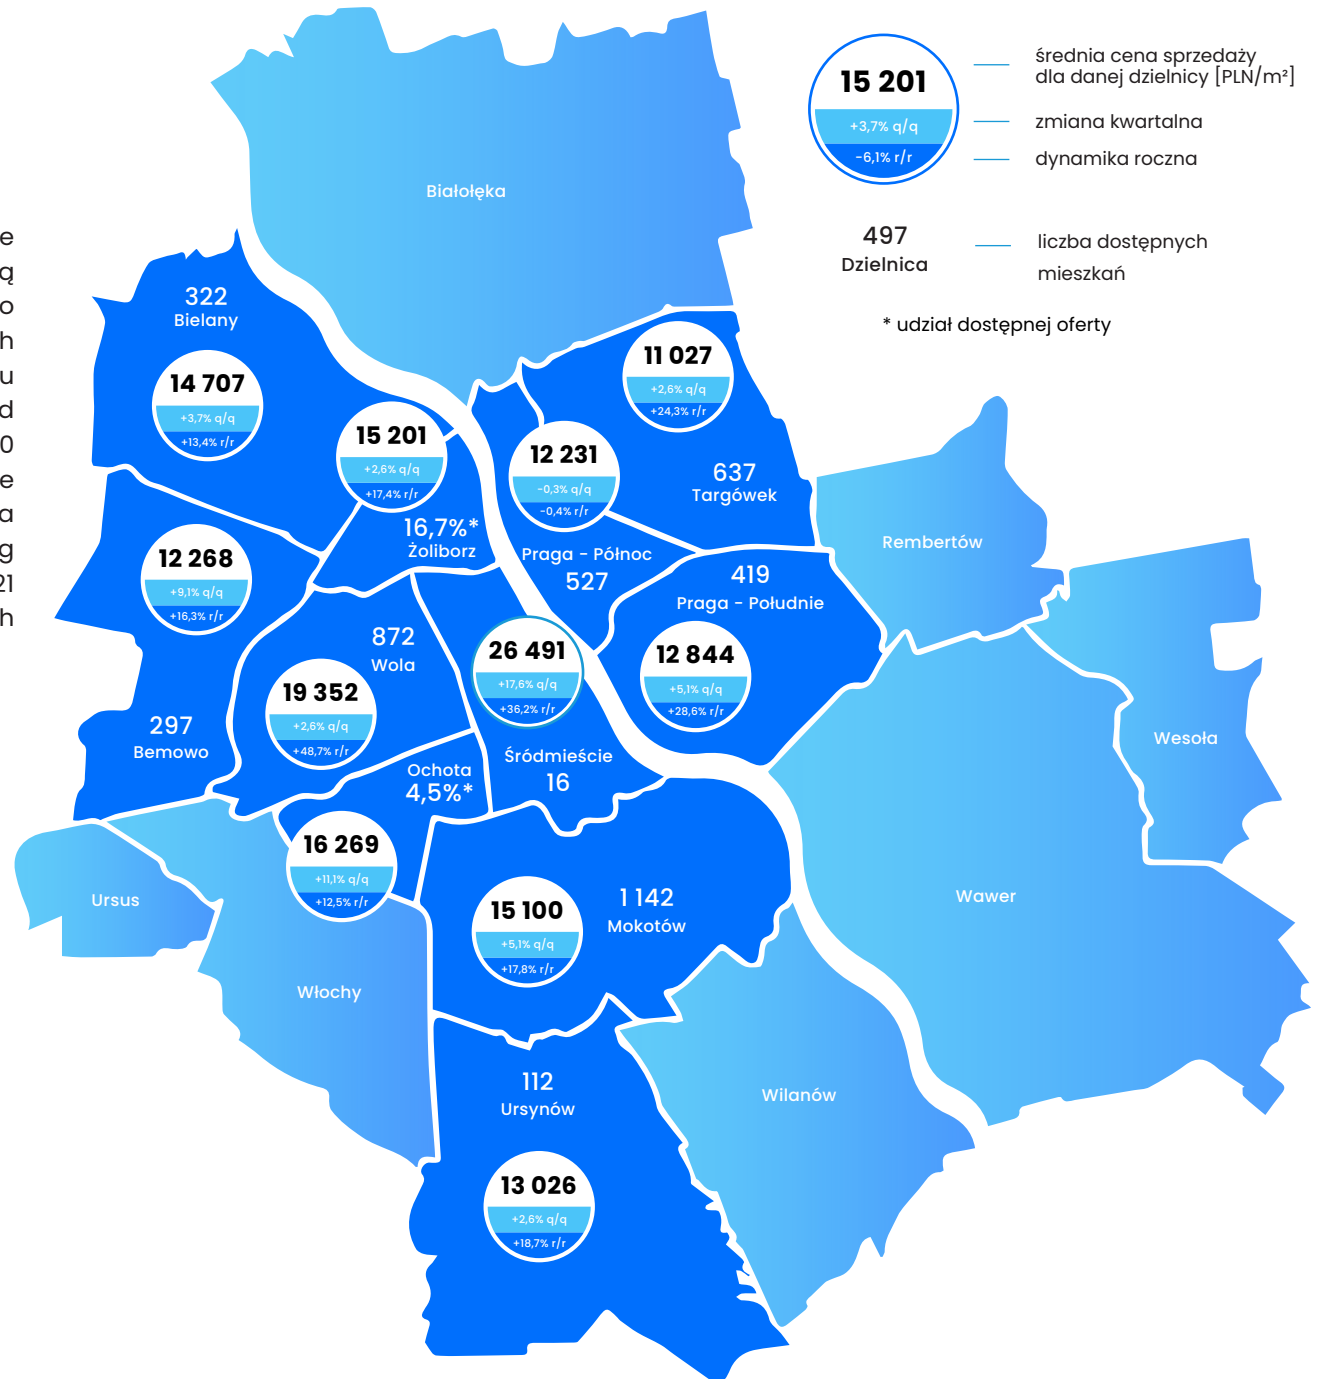 e
ą
o
h
u
d
0
e
a
g
21
h
15 201
+3,7% q/q
-6,1% r/r
średnia cena sprzedaży
dla danej dzielnicy [PLN/m²]
zmiana kwartalna
dynamika roczna
497
Dzielnica
liczba dostępnych
mieszkań
* udział dostępnej oferty
Białołęka
322
Bielany
14 707
+3,7% q/q
+13,4% r/r
15 201
+2,6% q/q
+17,4% r/r
16,7%*
Żoliborz
11 027
+2,6% q/q
+24,3% r/r
637
Targówek
12 231
-0,3% q/q
-0,4% r/r
Praga - Północ
527
419
Praga - Południe
12 844
+5,1% q/q
+28,6% r/r
Rembertów
12 268
+9,1% q/q
+16,3% r/r
297
Bemowo
872
Wola
19 352
+2,6% q/q
+48,7% r/r
26 491
+17,6% q/q
+36,2% r/r
Śródmieście
16
Ochota
4,5%*
16 269
+11,1% q/q
+12,5% r/r
Wesoła
Wawer
Ursus
Włochy
15 100
+5,1% q/q
+17,8% r/r
1 142
Mokotów
112
Ursynów
13 026
+2,6% q/q
+18,7% r/r
Wilanów